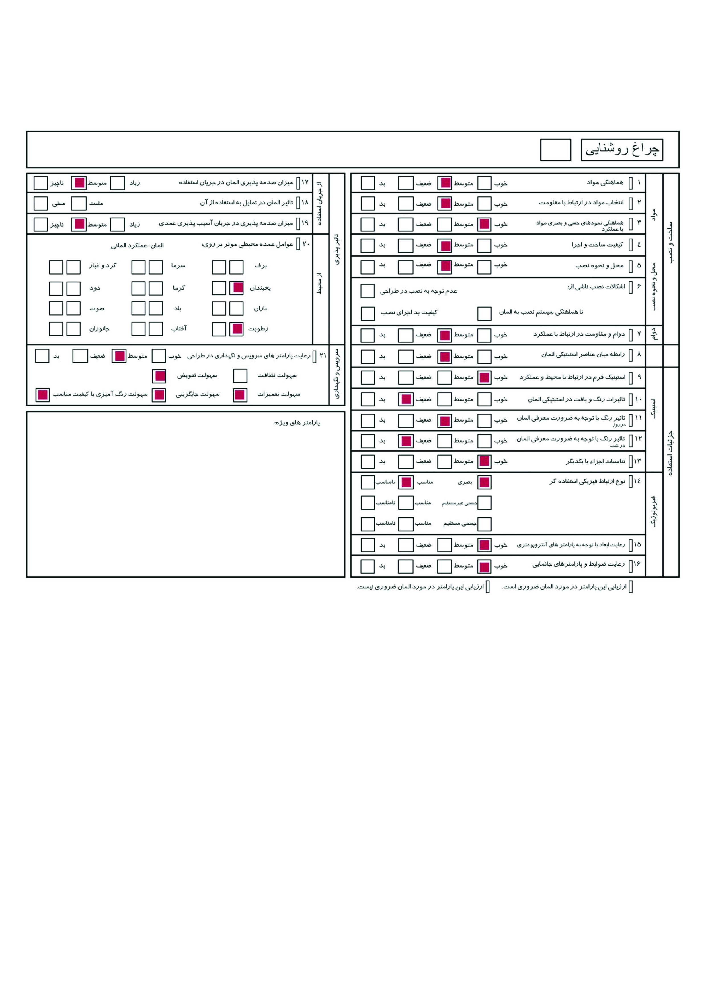 چراغ روشنایی
ساخت و نصب
مواد
۱ هماهنگی مواد خوب متوسط ضعیف بد
۲ انتخاب مواد در ارتباط با مقاومت خوب متوسط ضعیف بد
۳ هماهنگی نمودهای حسی و بصری مواد خوب متوسط ضعیف بد
با عملکرد
٤ کیفیت ساخت و اجرا خوب متوسط ضعیف بد
محل و نحوه نصب
٥ محل و نحوه نصب خوب متوسط ضعیف بد
۶ اشکالات نصب ناشی از: عدم توجه به نصب در طراحی
نا هماهنگی سیستم نصب به المان کیفیت بد اجرای نصب
دوام
۷ دوام و مقاومت در ارتباط با عملکرد خوب متوسط ضعیف بد
۸ رابطه میان عناصر استبتیکی المان خوب متوسط ضعیف بد
جزئیات استفاده
استیتیک
۹ استبتیک فرم در ارتباط با محیط و عملکرد خوب متوسط ضعیف بد
۱۰ تاثیرات رنگ و بافت در استبتیکی المان خوب متوسط ضعیف بد
۱۱ تاثیر رنگ با توجه به ضرورت معرفی المان خوب متوسط ضعیف بد
درروز
۱۲ تاثیر رنگ با توجه به ضرورت معرفی المان خوب متوسط ضعیف بد
در شب
۱۳ تناسبات اجزاء با یکدیگر خوب متوسط ضعیف بد
فیزیولوژیک
۱٤ نوع ارتباط فیزیکی استفاده گر بصری مناسب نامناسب
جسمی عیرمستقیم مناسب نامناسب
جسمی مستقیم مناسب نامناسب
۱٥ رعایت ابعاد با توجه به پارامتر های آنتروپومتری خوب متوسط ضعیف بد
۱۶ رعایت ضوابط و پارامترهای جانمایی خوب متوسط ضعیف بد
ارزیابی این پارامتر در مورد المان ضروری است. ارزیابی این پارامتر در مورد المان ضروری نیست.
تاثیر پذیری
از جریان استفاده
۱۷ میزان صدمه پذیری المان در جریان استفاده زیاد متوسط ناچیز
۱۸ تاثیر المان در تمایل به استقاده از آن مثبت منفی
۱۹ میزان صدمه پذیری در جریان آسیب پذیری عمدی زیاد متوسط ناچیز
از محیط
۲۰ عوامل عمده محیطی موثر بر روی: المان-عملکرد المانی
برف سرما گرد و غبار
یخبندان گرما دود
باران باد صوت
رطوبت آفتاب جانوران
سرویس و نگهداری
۲۱ رعایت پارامتر های سرویس و نگهداری در طراحی خوب متوسط ضعیف بد
سهولت نظافت سهولت تعویض
سهولت تعمیرات سهولت جایگزینی سهولت رنگ آمیزی با کیفیت مناسب
پارامتر های ویژه: